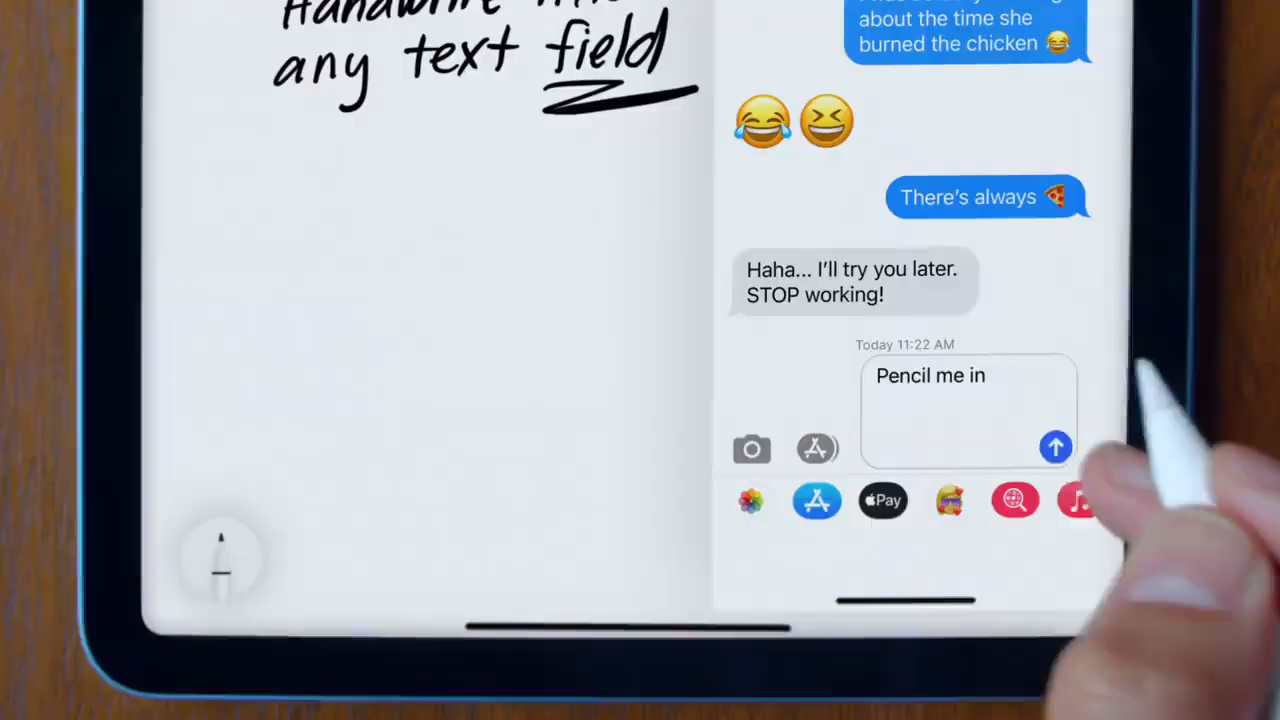 any text field
about the time she
burned the chicken 😂
😂😆
There's always 🍕
Haha... I'll try you later.
STOP working!
Today 11:22 AM
Pencil me in
Pay